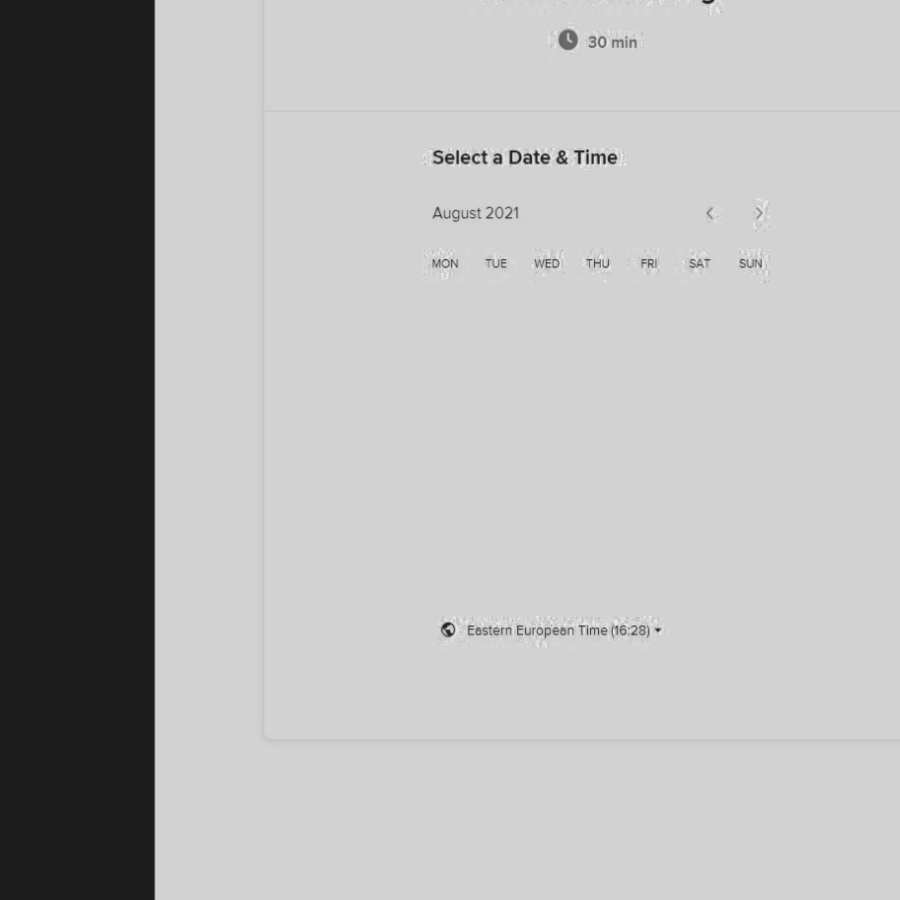 30 min
Select a Date & Time
August 2021
MON TUE WED THU FRI SAT SUN
Eastern European Time (16:28)